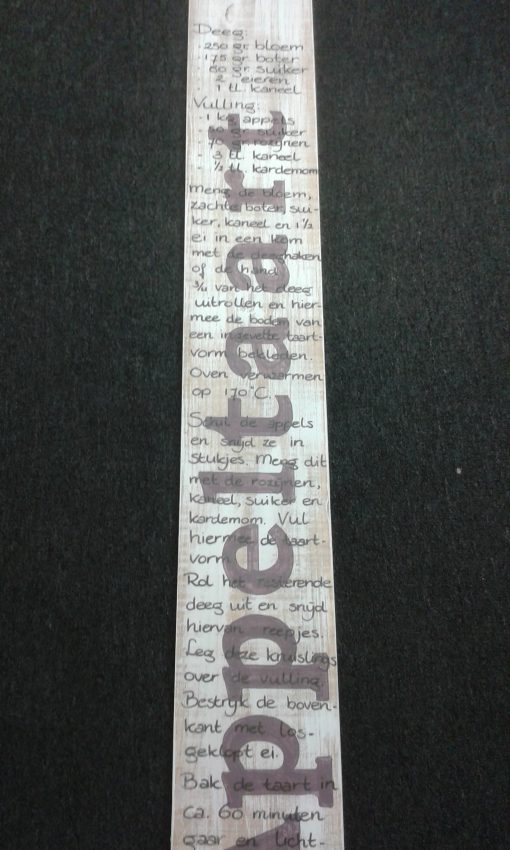 Deeg:
- 250 gr. bloem
- 175 gr. boter
- 80 gr. suiker
- 2 eieren
- 1 tl. kaneel
Vulling:
- 1 kg appels
- 50 gr suiker
- 70 gr rozijnen
- 3 tl. kaneel
- ½ tl. kardemom
Meng de bloem,
zachte boter, sui-
ker, kaneel en 1½
ei in een kom
met de deeghaken
of de hand.
¾ van het deeg
uitrollen en hier-
mee de bodem van
een ingevette taart-
vorm bekleden.
Oven verwarmen
op 170°C.
Schil de appels
en snijd ze in
stukjes. Meng dit
met de rozijnen,
kaneel, suiker en
kardemom. Vul
hiermee de taart-
vorm.
Rol het resterende
deeg uit en snijd
hiervan reepjes.
Leg deze kruislings
over de vulling.
Bestrijk de boven-
kant met los-
geklopt ei.
Bak de taart in
ca. 60 minuten
gaar en licht-
Appeltaart